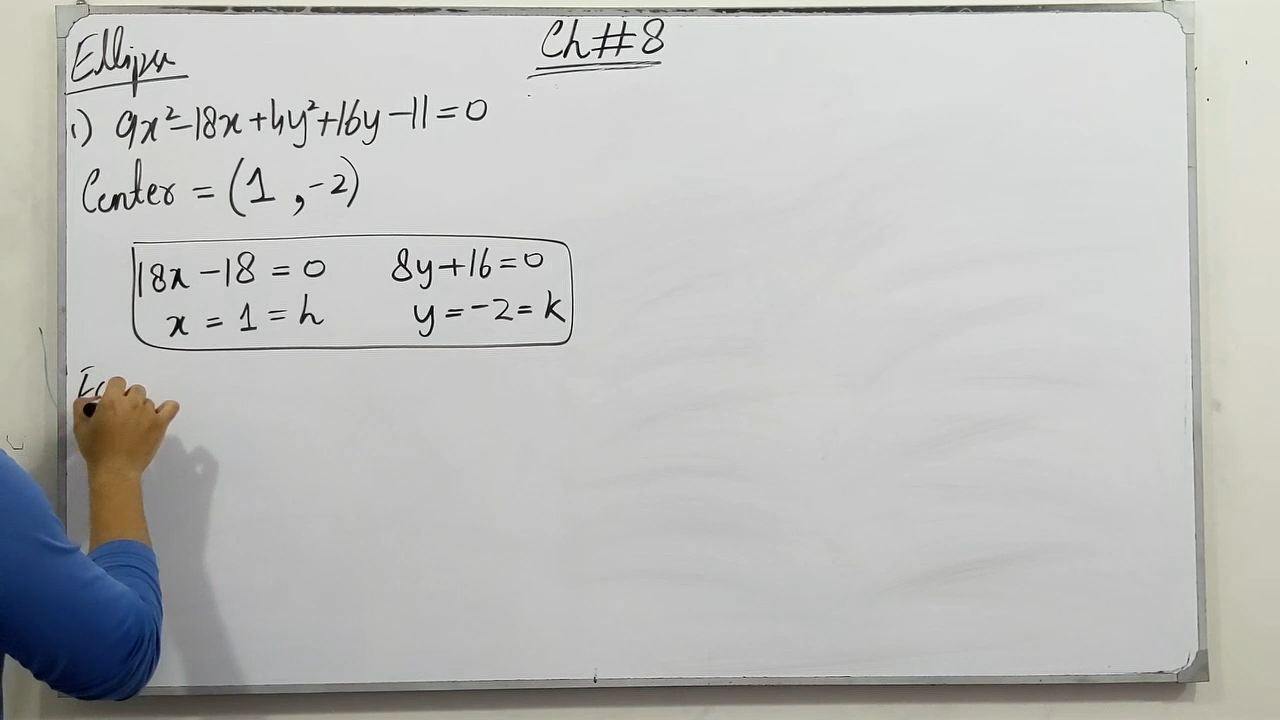 Ch#8
Ellipse
1) 9x²-18x+4y²+16y-11=0
Center = (1, -2)
18x-18=0 8y+16=0
x=1=h y=-2=k